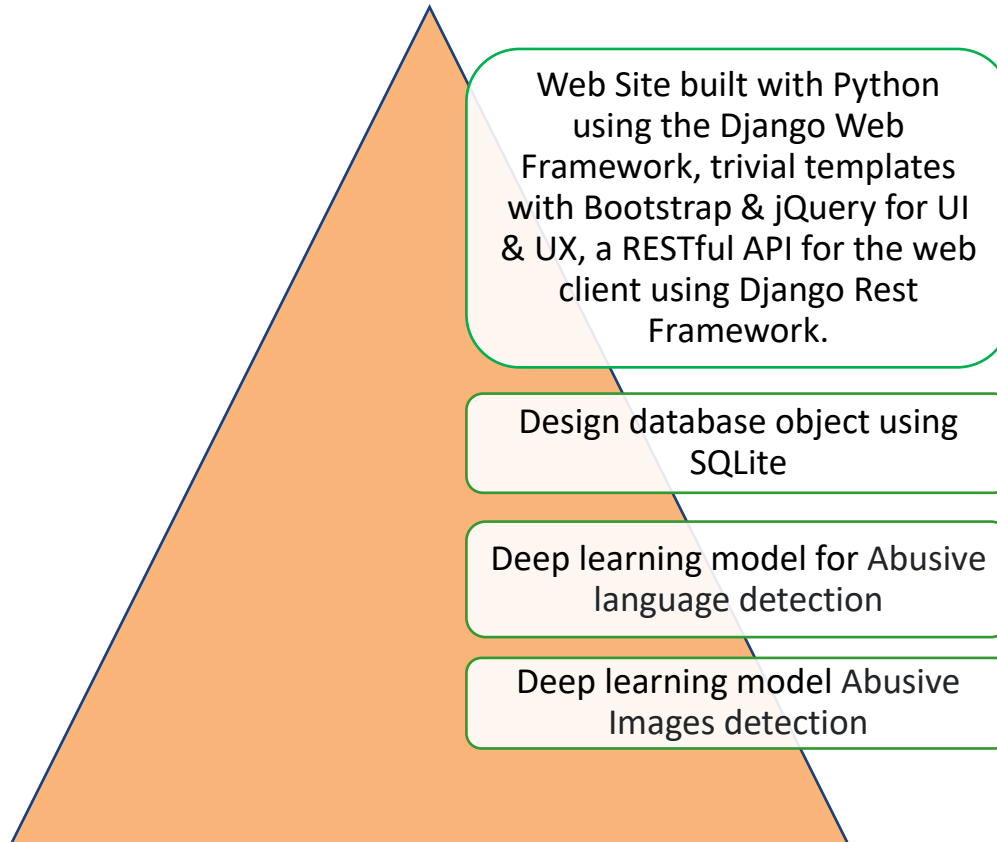 Web Site built with Python
using the Django Web
Framework, trivial templates
with Bootstrap & jQuery for UI
& UX, a RESTful API for the web
client using Django Rest
Framework.
Design database object using
SQLite
Deep learning model for Abusive
language detection
Deep learning model Abusive
Images detection